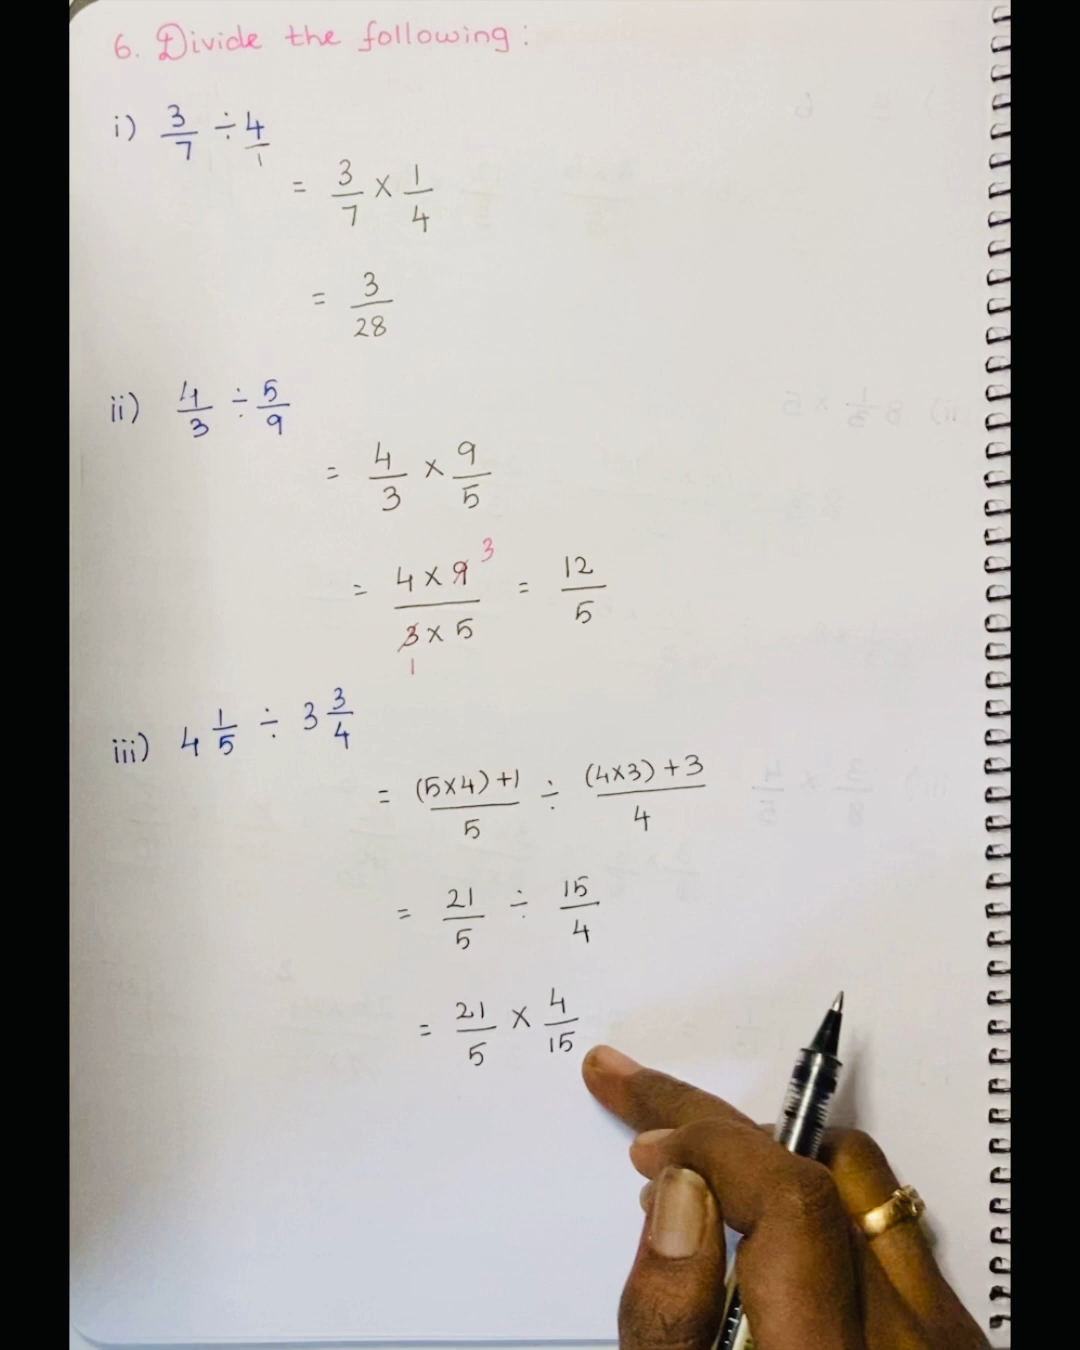 6. Divide the following:
i) 3/7 ÷ 4/1
= 3/7 × 1/4
= 3/28
ii) 4/3 ÷ 5/9
= 4/3 × 9/5
= 4 × 9 3 / 3 × 5 1 = 12/5
iii) 4 1/5 ÷ 3 3/4
= (5×4)+1/5 ÷ (4×3)+3/4
= 21/5 ÷ 15/4
= 21/5 × 4/15